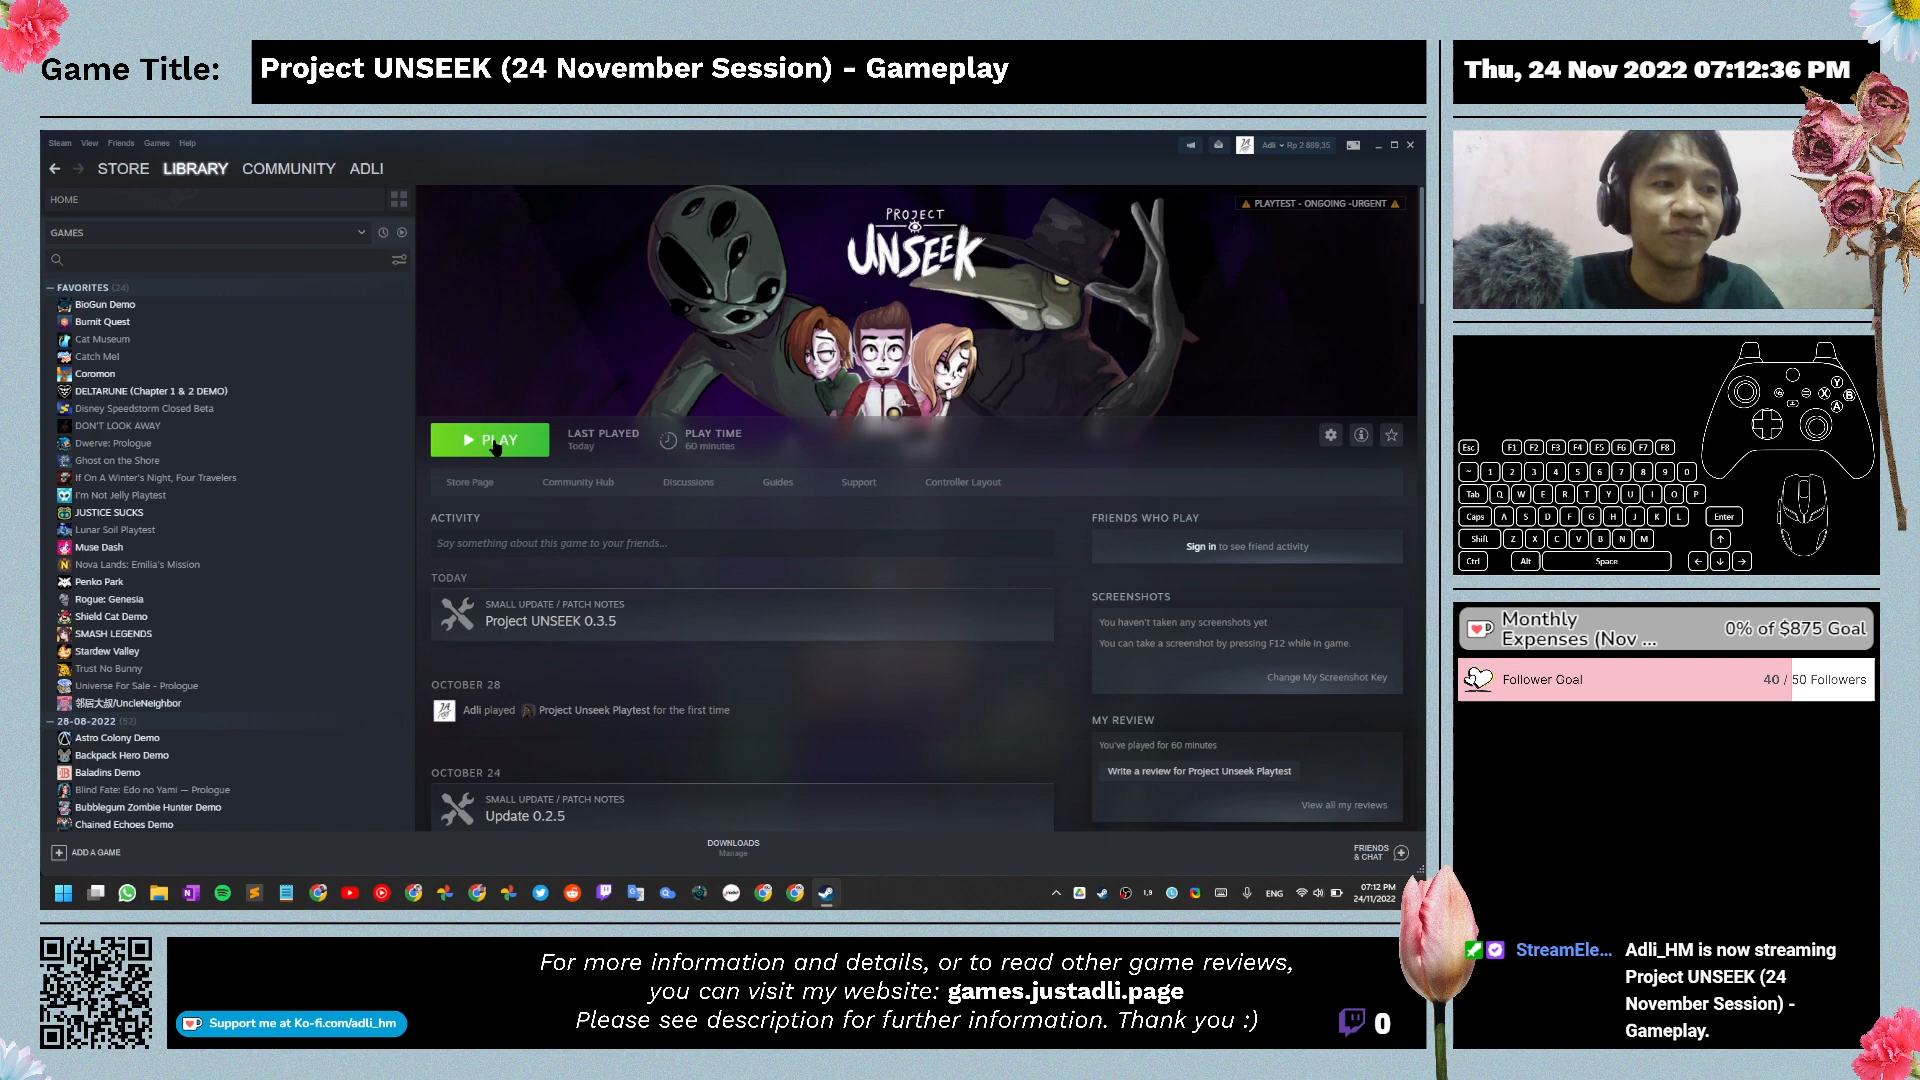 Game Title:
Project UNSEEK (24 November Session) - Gameplay
Thu, 24 Nov 2022 07:12:36 PM
Steam View Friends Games Help
Adli Rp 2 889,35
STORE LIBRARY COMMUNITY ADLI
HOME
GAMES
PLAYTEST - ONGOING -URGENT
PROJECT
UNSEEK
FAVORITES (24)
BioGun Demo
Burnit Quest
Cat Museum
Catch Me!
Coromon
DELTARUNE (Chapter 1 & 2 DEMO)
Disney Speedstorm Closed Beta
DON'T LOOK AWAY
Dwerve: Prologue
Ghost on the Shore
If On A Winter's Night, Four Travelers
I'm Not Jelly Playtest
JUSTICE SUCKS
Lunar Soil Playtest
Muse Dash
Nova Lands: Emilia's Mission
Penko Park
Rogue: Genesia
Shield Cat Demo
SMASH LEGENDS
Stardew Valley
Trust No Bunny
Universe For Sale - Prologue
邻居大叔/UncleNeighbor
28-08-2022 (52)
Astro Colony Demo
Backpack Hero Demo
Baladins Demo
Blind Fate: Edo no Yami — Prologue
Bubblegum Zombie Hunter Demo
Chained Echoes Demo
ADD A GAME
PLAY
LAST PLAYED
Today
PLAY TIME
60 minutes
Store Page Community Hub Discussions Guides Support Controller Layout
ACTIVITY
Say something about this game to your friends...
TODAY
SMALL UPDATE / PATCH NOTES
Project UNSEEK 0.3.5
OCTOBER 28
Adli played Project Unseek Playtest for the first time
OCTOBER 24
SMALL UPDATE / PATCH NOTES
Update 0.2.5
FRIENDS WHO PLAY
Sign in to see friend activity
SCREENSHOTS
You haven't taken any screenshots yet
You can take a screenshot by pressing F12 while in game.
Change My Screenshot Key
MY REVIEW
You've played for 60 minutes
Write a review for Project Unseek Playtest
View all my reviews
DOWNLOADS
Manage
FRIENDS
& CHAT
ENG
07:12 PM
24/11/2022
Y
X B
A
Esc F1 F2 F3 F4 F5 F6 F7 F8
~ 1 2 3 4 5 6 7 8 9 0
Tab Q W E R T Y U I O P
Caps A S D F G H J K L Enter
Shift Z X C V B N M ↑
Ctrl Alt Space ← ↓ →
Monthly
Expenses (Nov ...
0% of $875 Goal
Follower Goal 40 / 50 Followers
StreamEle... Adli_HM is now streaming
Project UNSEEK (24
November Session) -
Gameplay.
For more information and details, or to read other game reviews,
you can visit my website: games.justadli.page
Please see description for further information. Thank you :)
Support me at Ko-fi.com/adli_hm
0